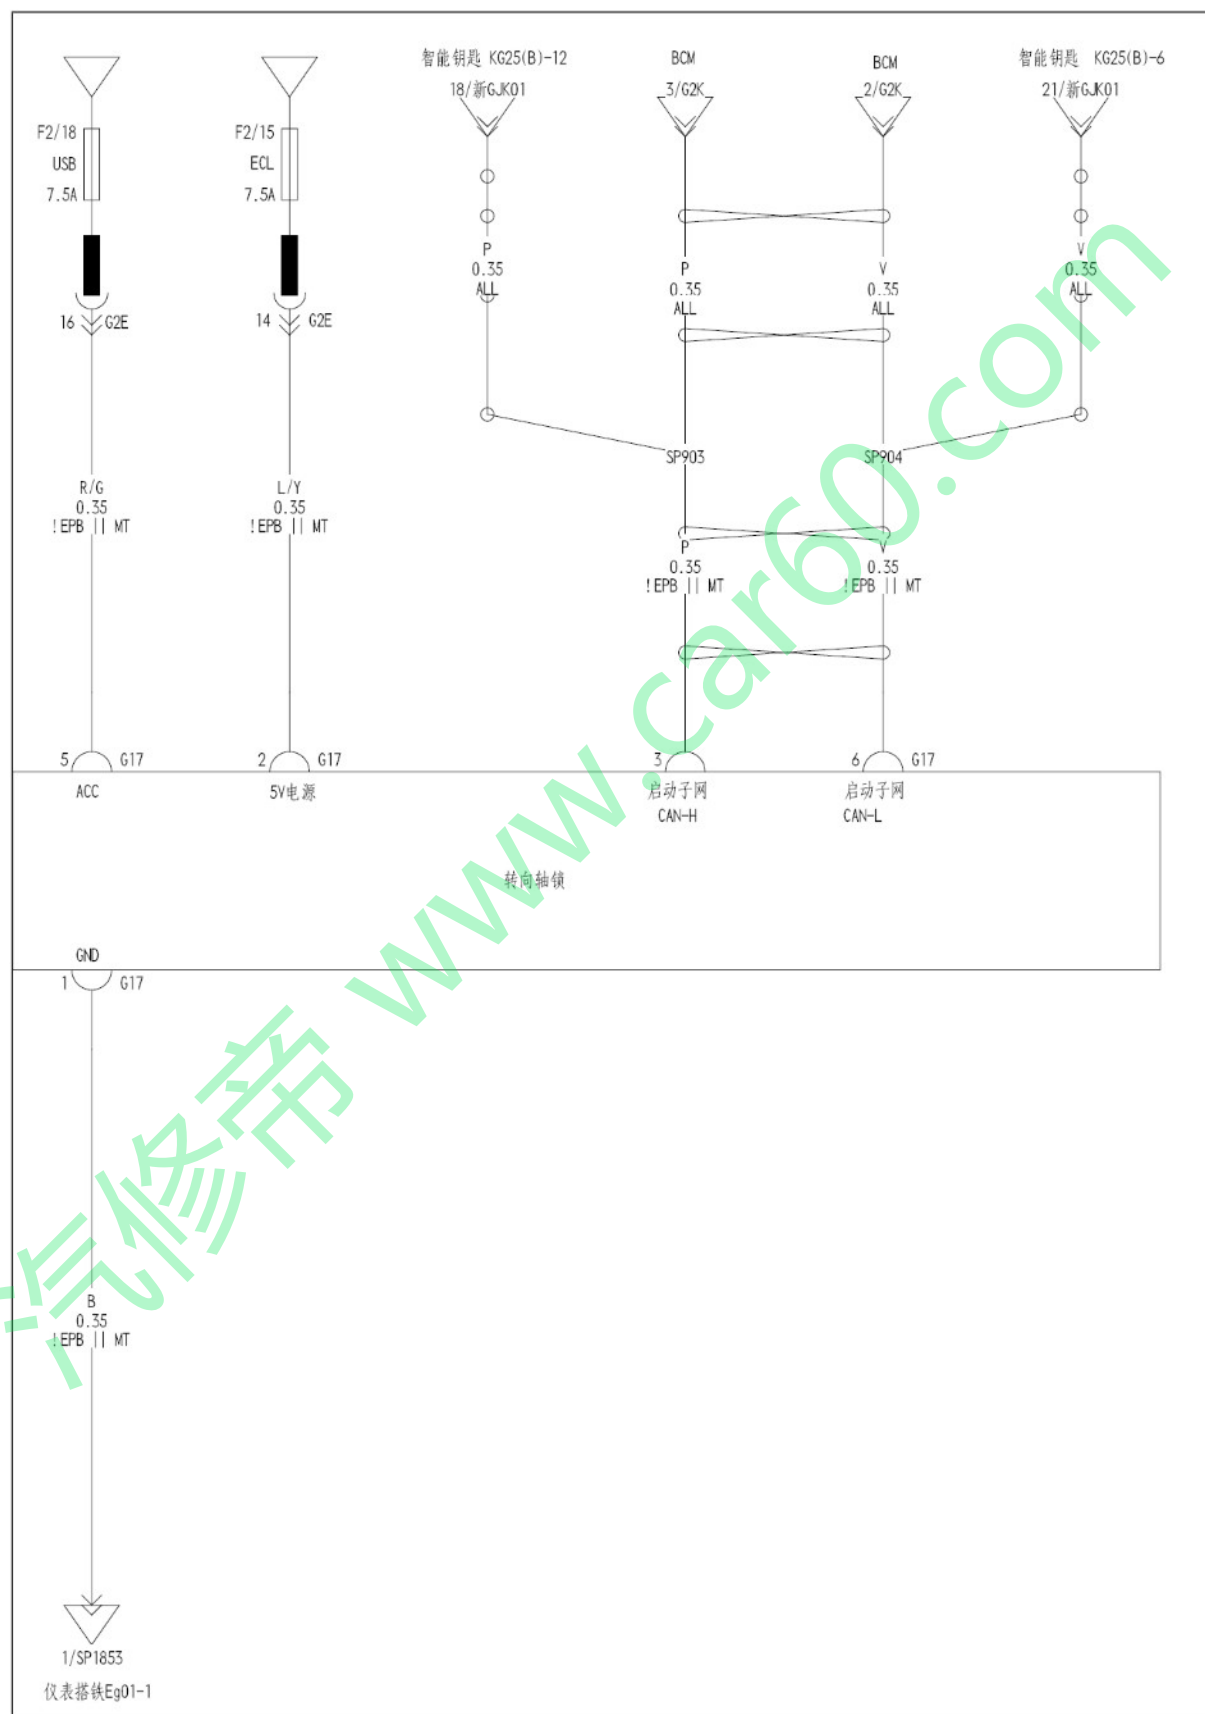 智能钥匙 KG25(B)-12
18/新GJK01
BCM
3/G2K
BCM
2/G2K
智能钥匙 KG25(B)-6
21/新GJK01
F2/18
USB
7.5A
F2/15
ECL
7.5A
16 G2E
14 G2E
P
0.35
ALL
P
0.35
ALL
V
0.35
ALL
V
0.35
ALL
SP903
SP904
R/G
0.35
!EPB || MT
L/Y
0.35
!EPB || MT
P
0.35
!EPB || MT
V
0.35
!EPB || MT
5 G17
2 G17
3
6 G17
ACC
5V电源
启动子网
CAN-H
启动子网
CAN-L
转向轴锁
GND
1 G17
B
0.35
!EPB || MT
1/SP1853
仪表搭铁Eg01-1
汽修帝 www.car60.com